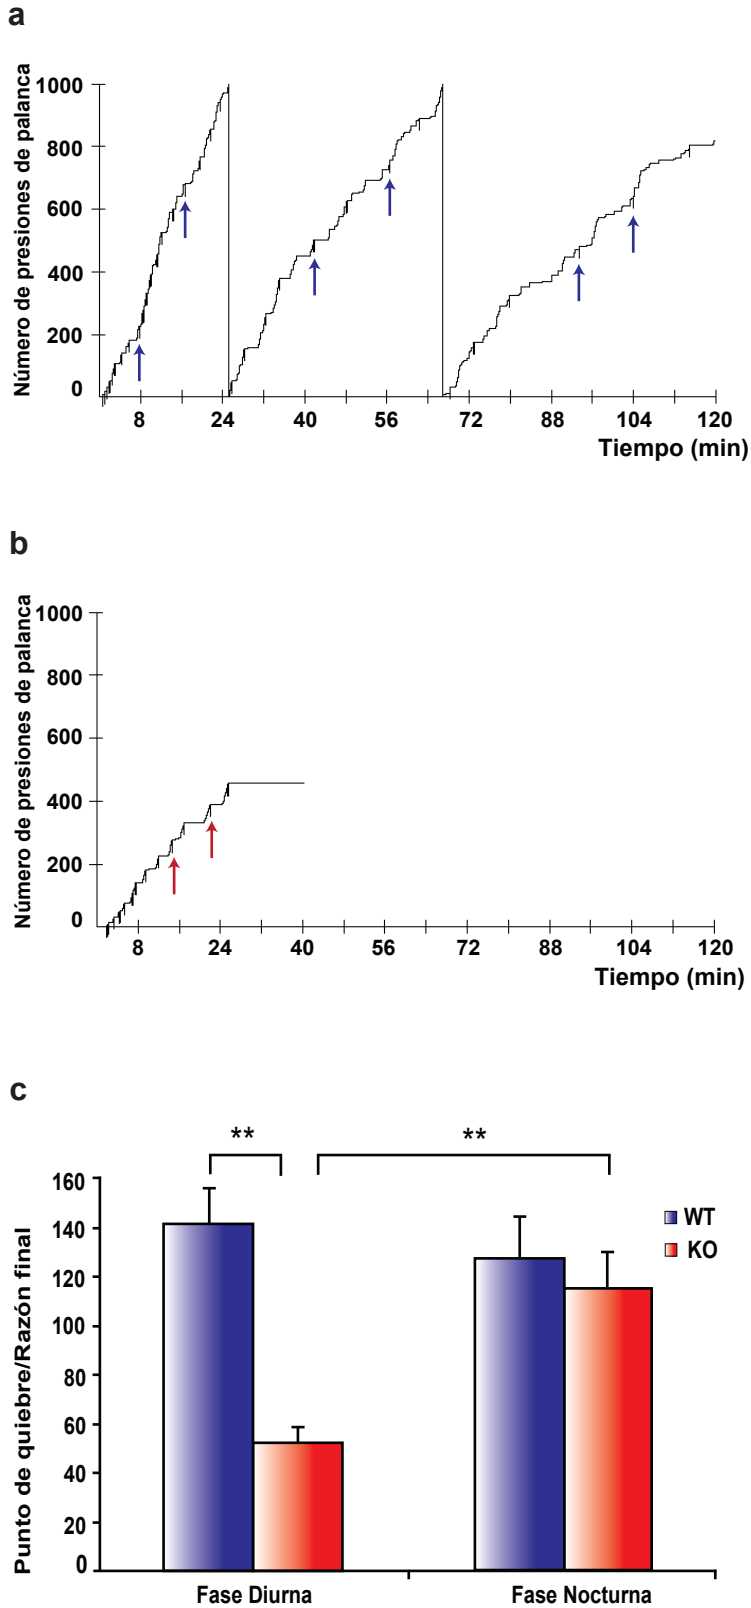 a
Número de presiones de palanca
1000
800
600
400
200
0
8 24 40 56 72 88 104 120
Tiempo (min)
b
Número de presiones de palanca
1000
800
600
400
200
0
8 24 40 56 72 88 104 120
Tiempo (min)
c
** **
Punto de quiebre/Razón final
160
140
120
100
80
60
40
20
0
WT
KO
Fase Diurna Fase Nocturna